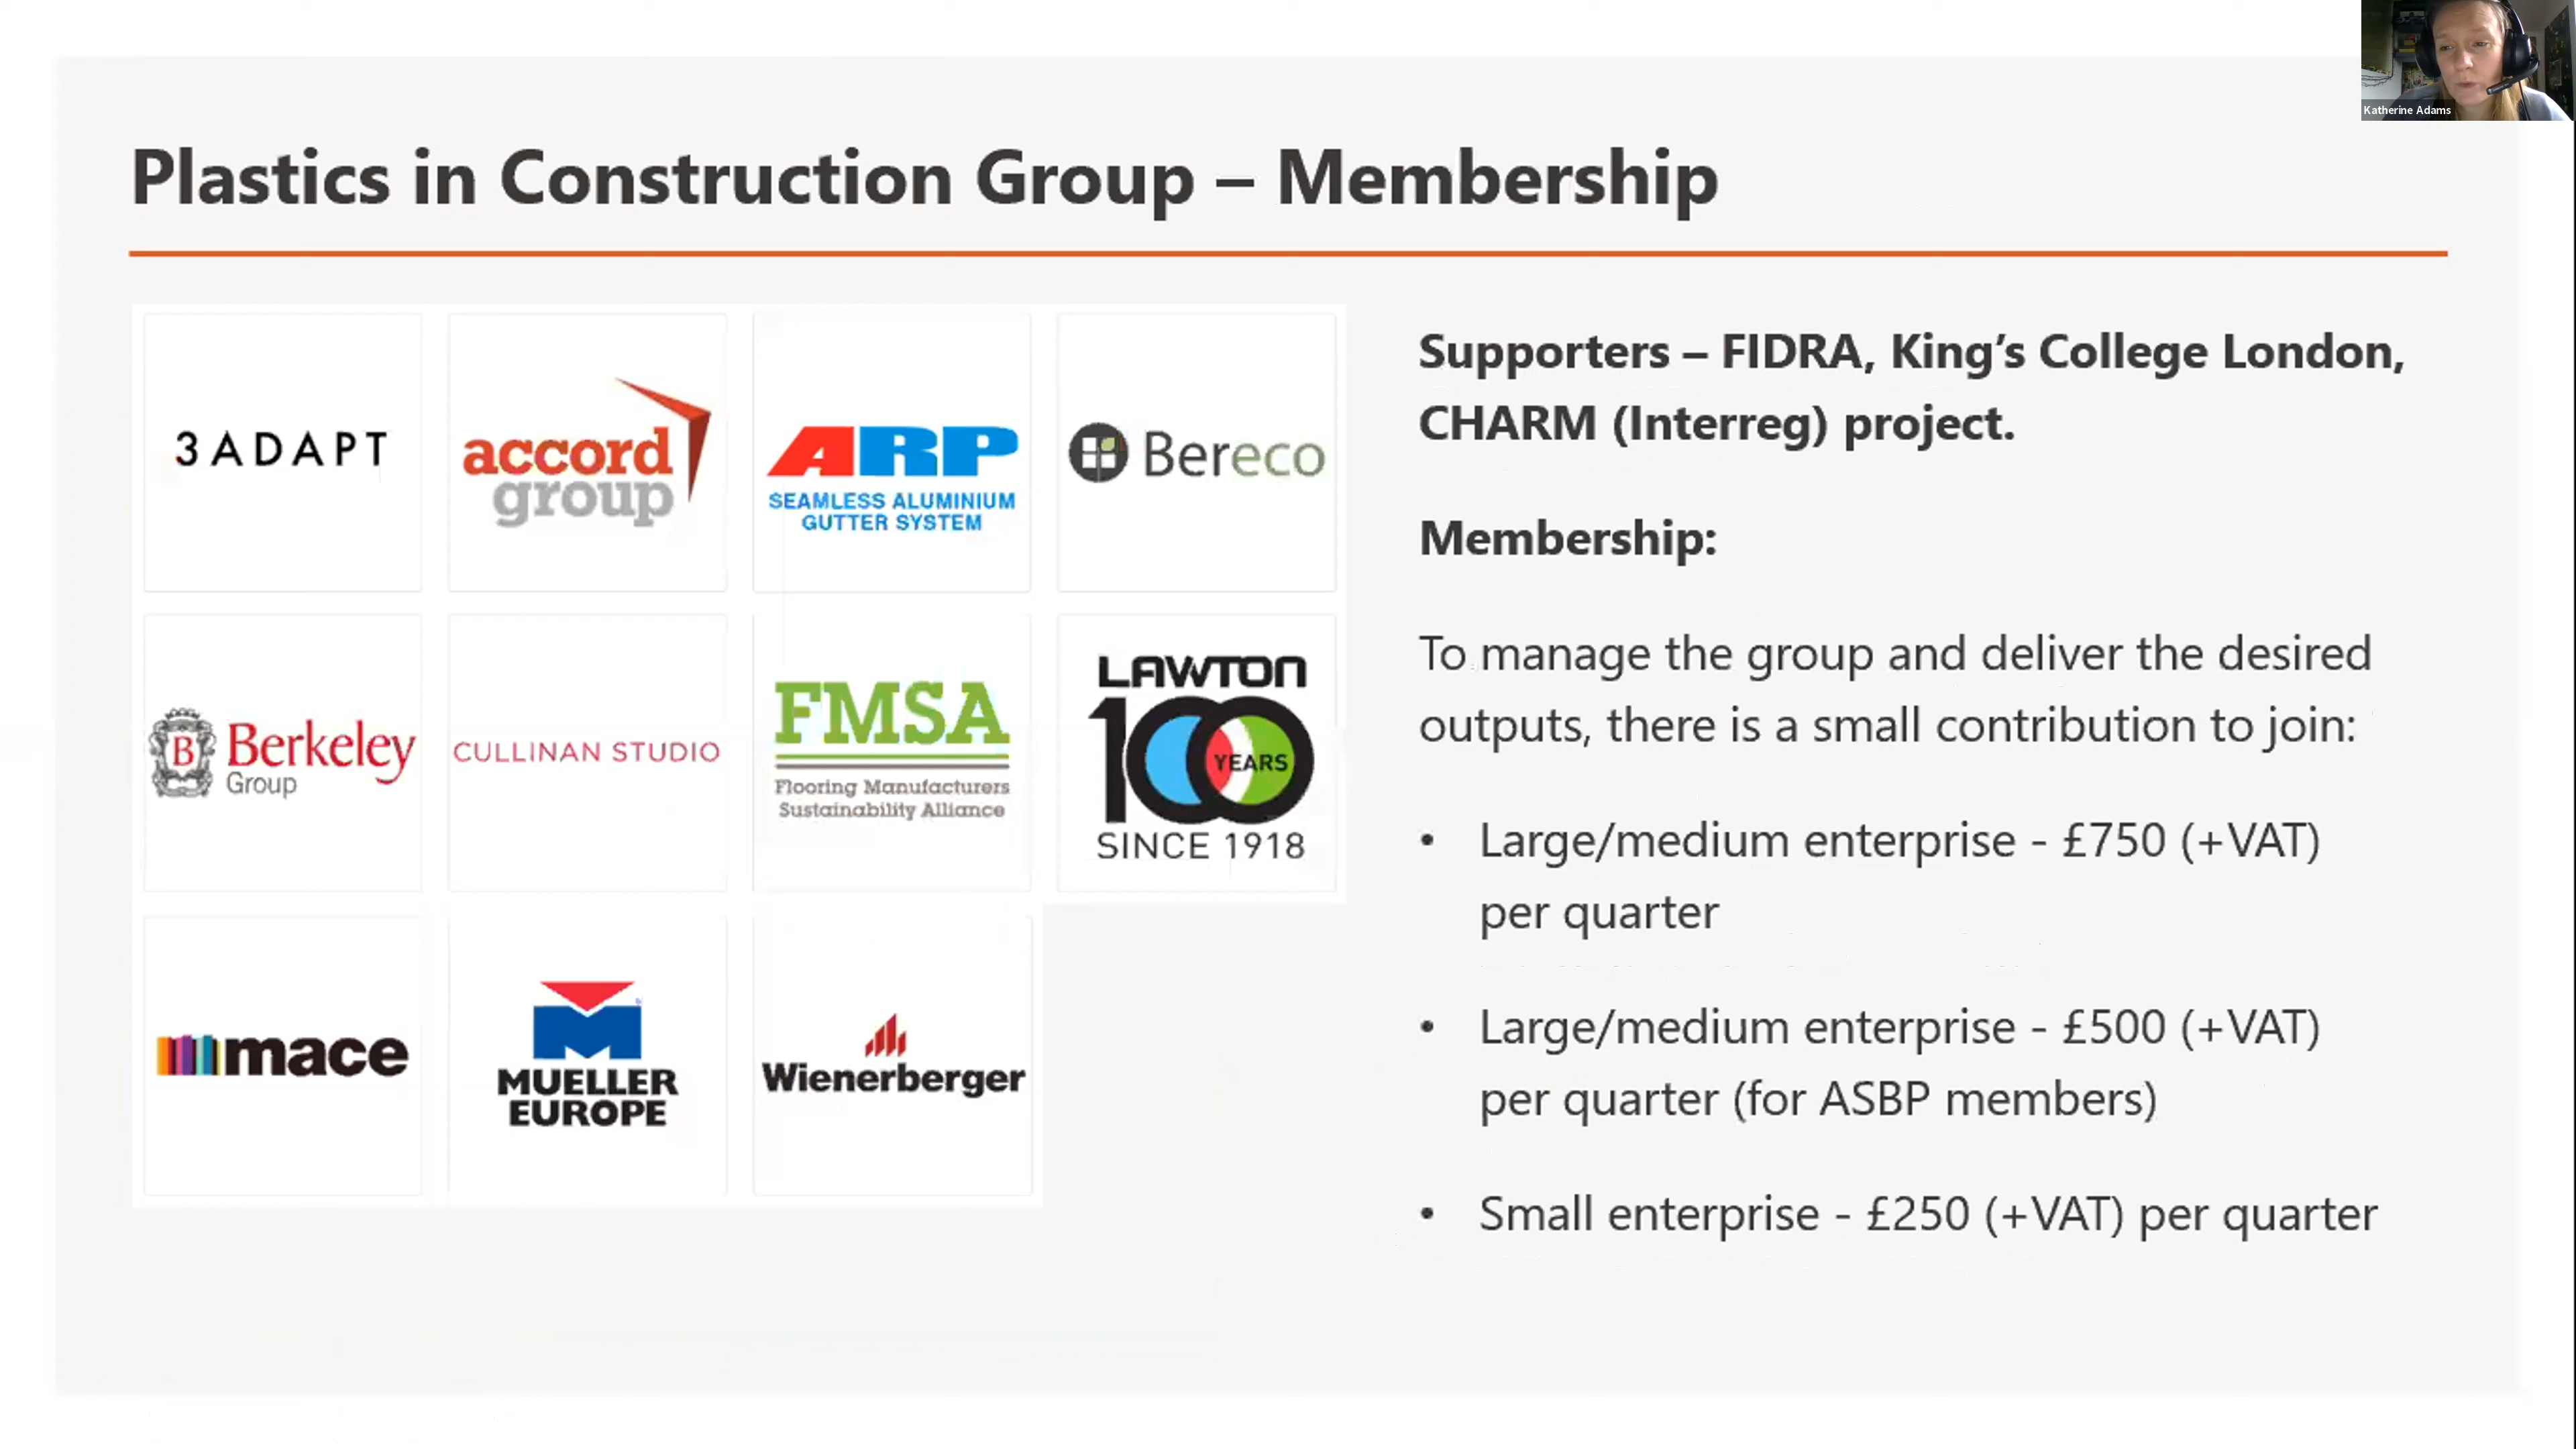 Katherine Adams
Plastics in Construction Group – Membership
3ADAPT
accord
group
ARP
SEAMLESS ALUMINIUM
GUTTER SYSTEM
Bereco
B
Berkeley
Group
CULLINAN STUDIO
FMSA
Flooring Manufacturers
Sustainability Alliance
LAWTON
100
YEARS
SINCE 1918
mace
MUELLER
EUROPE
Wienerberger
Supporters – FIDRA, King’s College London,
CHARM (Interreg) project.
Membership:
To manage the group and deliver the desired
outputs, there is a small contribution to join:
• Large/medium enterprise - £750 (+VAT)
per quarter
• Large/medium enterprise - £500 (+VAT)
per quarter (for ASBP members)
• Small enterprise - £250 (+VAT) per quarter